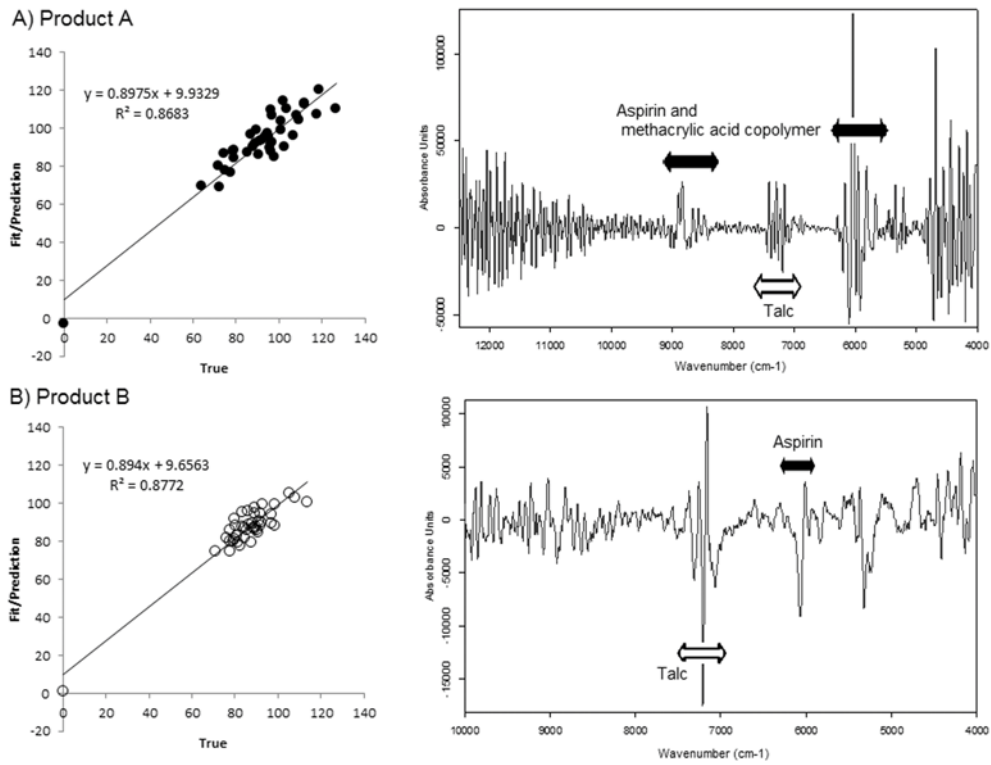 A) Product A
y = 0.8975x + 9.9329
R² = 0.8683
Fit/Prediction
140
120
100
80
60
40
20
0
-20
0 20 40 60 80 100 120 140
True
Absorbance Units
100000
50000
0
-50000
Aspirin and
methacrylic acid copolymer
Talc
12000 11000 10000 9000 8000 7000 6000 5000 4000
Wavenumber (cm-1)
B) Product B
y = 0.894x + 9.6563
R² = 0.8772
Fit/Prediction
140
120
100
80
60
40
20
0
-20
0 20 40 60 80 100 120 140
True
Absorbance Units
10000
5000
0
-5000
-10000
-15000
Aspirin
Talc
10000 9000 8000 7000 6000 5000 4000
Wavenumber (cm-1)